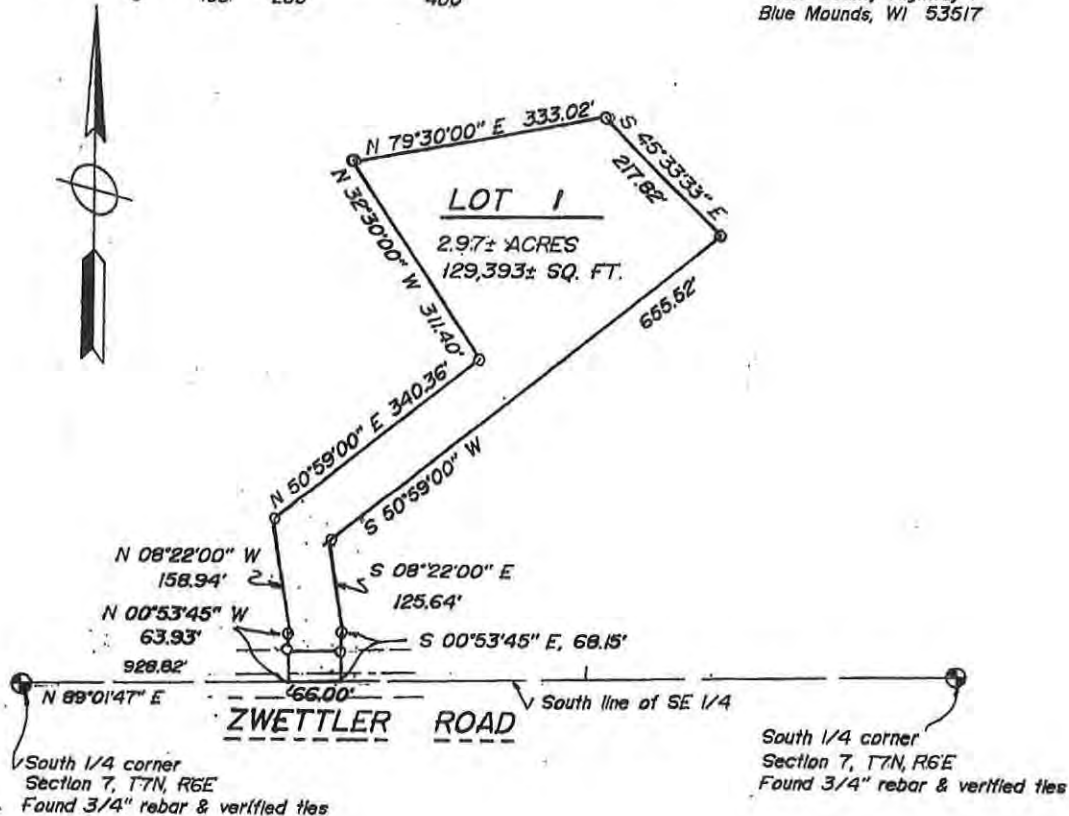 200
400
Blue Mounds, WI 53517
N 79°30'00" E 333.02'
S 45°33'33" E
217.82'
N 32°30'00" W 311.40'
LOT 1
2.97± ACRES
129,393± SQ. FT.
655.52'
N 50°59'00" E 340.36'
S 50°59'00" W
N 08°22'00" W
158.94'
S 08°22'00" E
125.64'
N 00°53'45" W
63.93'
S 00°53'45" E, 68.15'
928.82'
N 89°01'47" E
66.00'
South line of SE 1/4
ZWETTLER ROAD
South 1/4 corner
Section 7, T7N, R6E
Found 3/4" rebar & verified ties
South 1/4 corner
Section 7, T7N, R6E
Found 3/4" rebar & verified ties